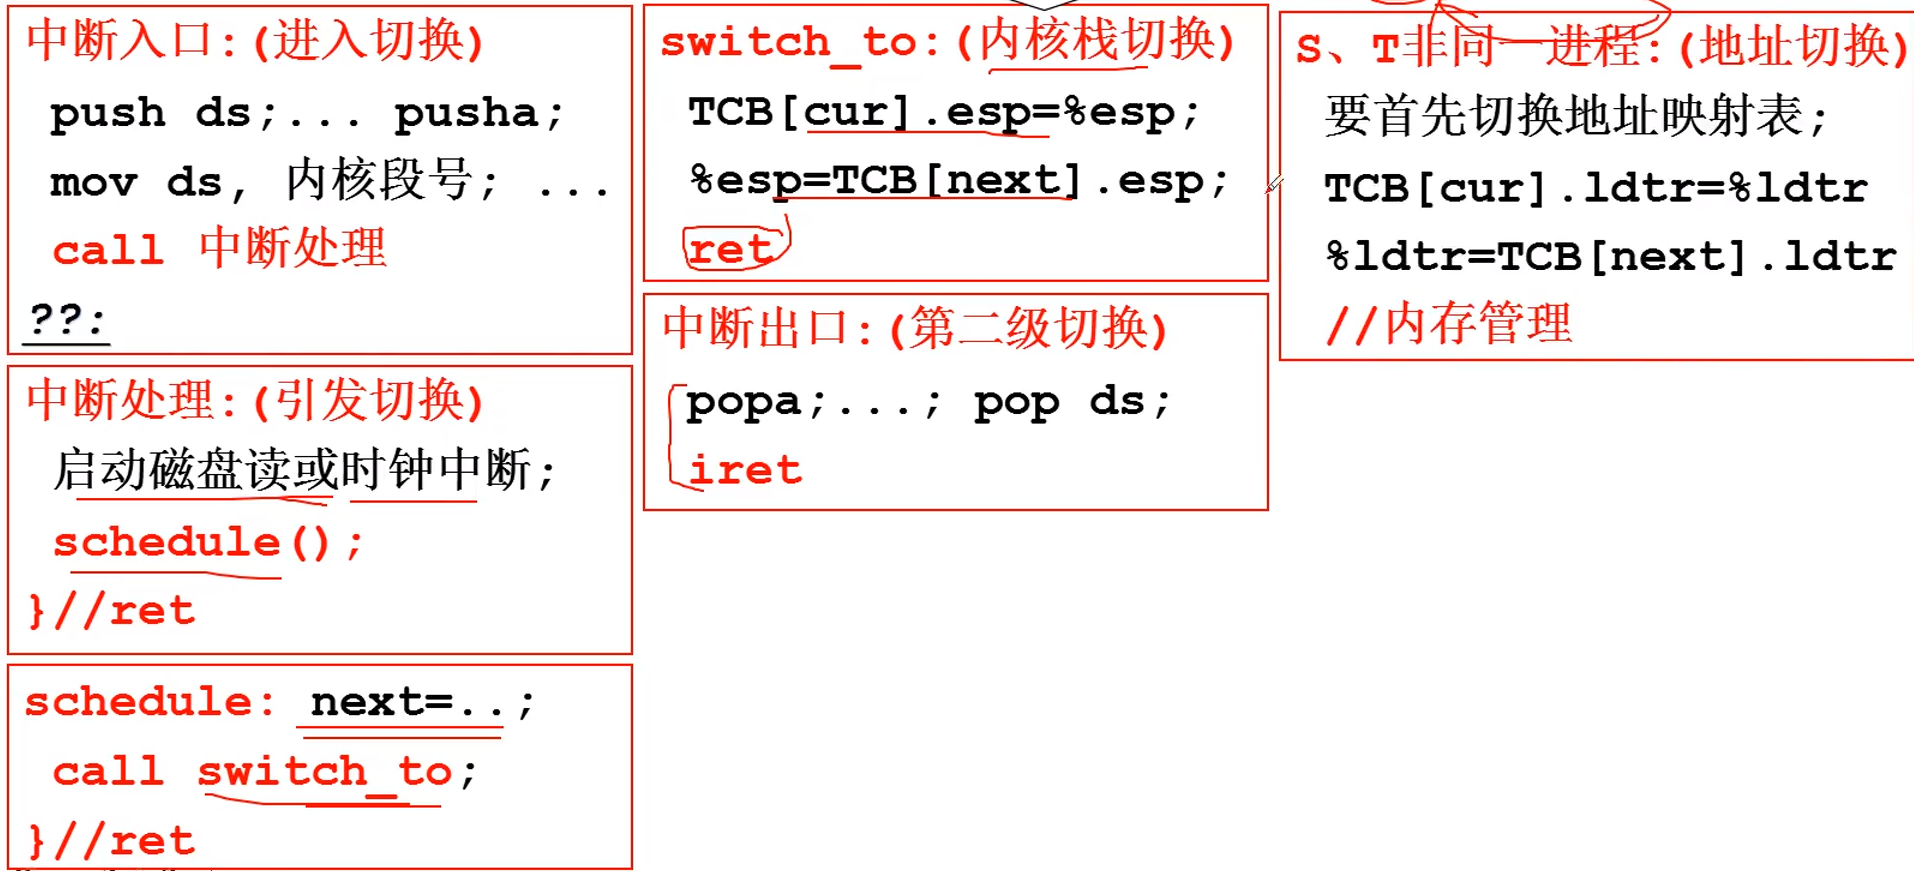 中断入口:(进入切换)
push ds;... pusha;
mov ds, 内核段号; ...
call 中断处理
??:
中断处理:(引发切换)
启动磁盘读或时钟中断;
schedule();
}//ret
schedule: next=..;
call switch_to;
}//ret
switch_to:(内核栈切换)
TCB[cur].esp=%esp;
%esp=TCB[next].esp;
ret
中断出口:(第二级切换)
popa;...; pop ds;
iret
S、T非同一进程:(地址切换)
要首先切换地址映射表;
TCB[cur].ldtr=%ldtr
%ldtr=TCB[next].ldtr
//内存管理